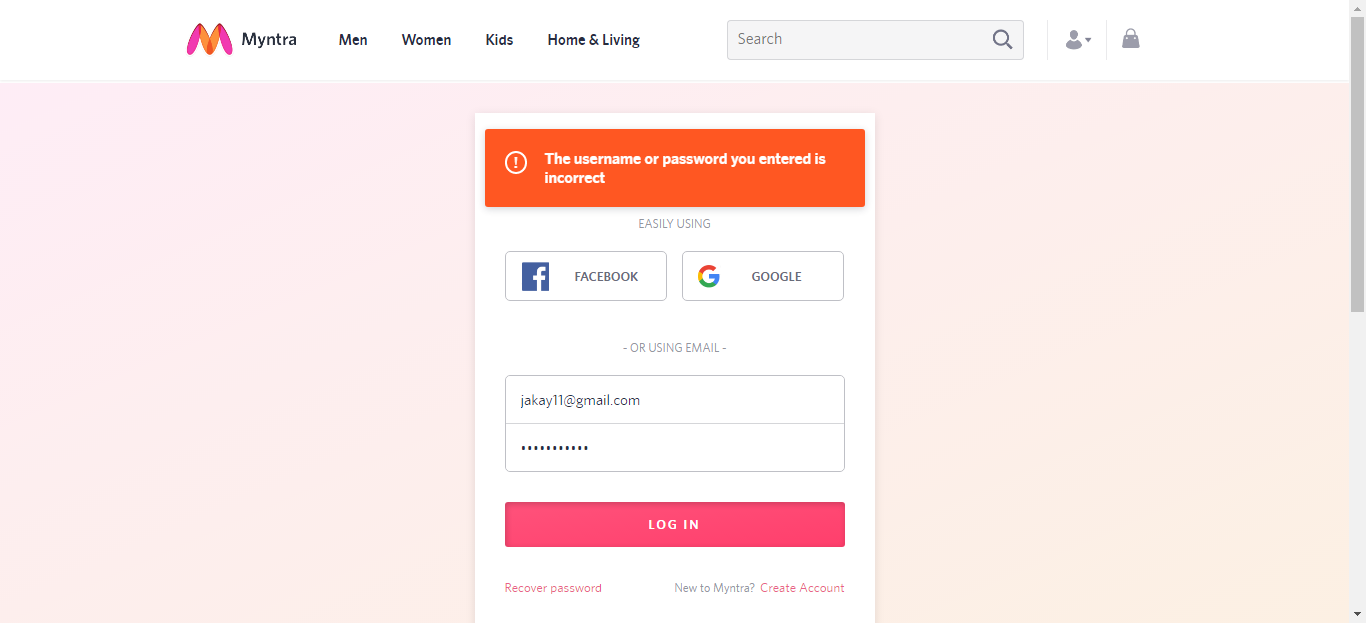 Myntra Men Women Kids Home & Living Search
! The username or password you entered is
incorrect
EASILY USING
FACEBOOK GOOGLE
- OR USING EMAIL -
jakay11@gmail.com
•••••••••••
LOG IN
Recover password New to Myntra? Create Account